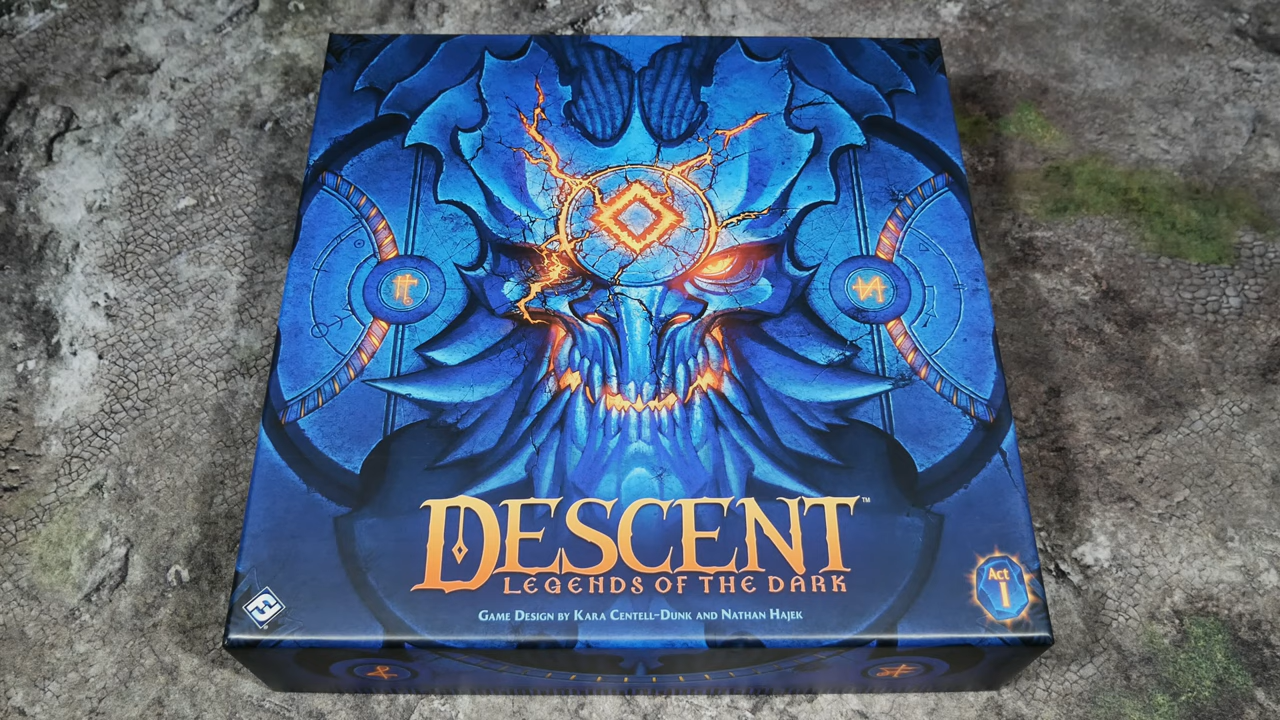 DESCENT™
LEGENDS OF THE DARK
GAME DESIGN BY KARA CENTELL-DUNK AND NATHAN HAJEK
Act
I